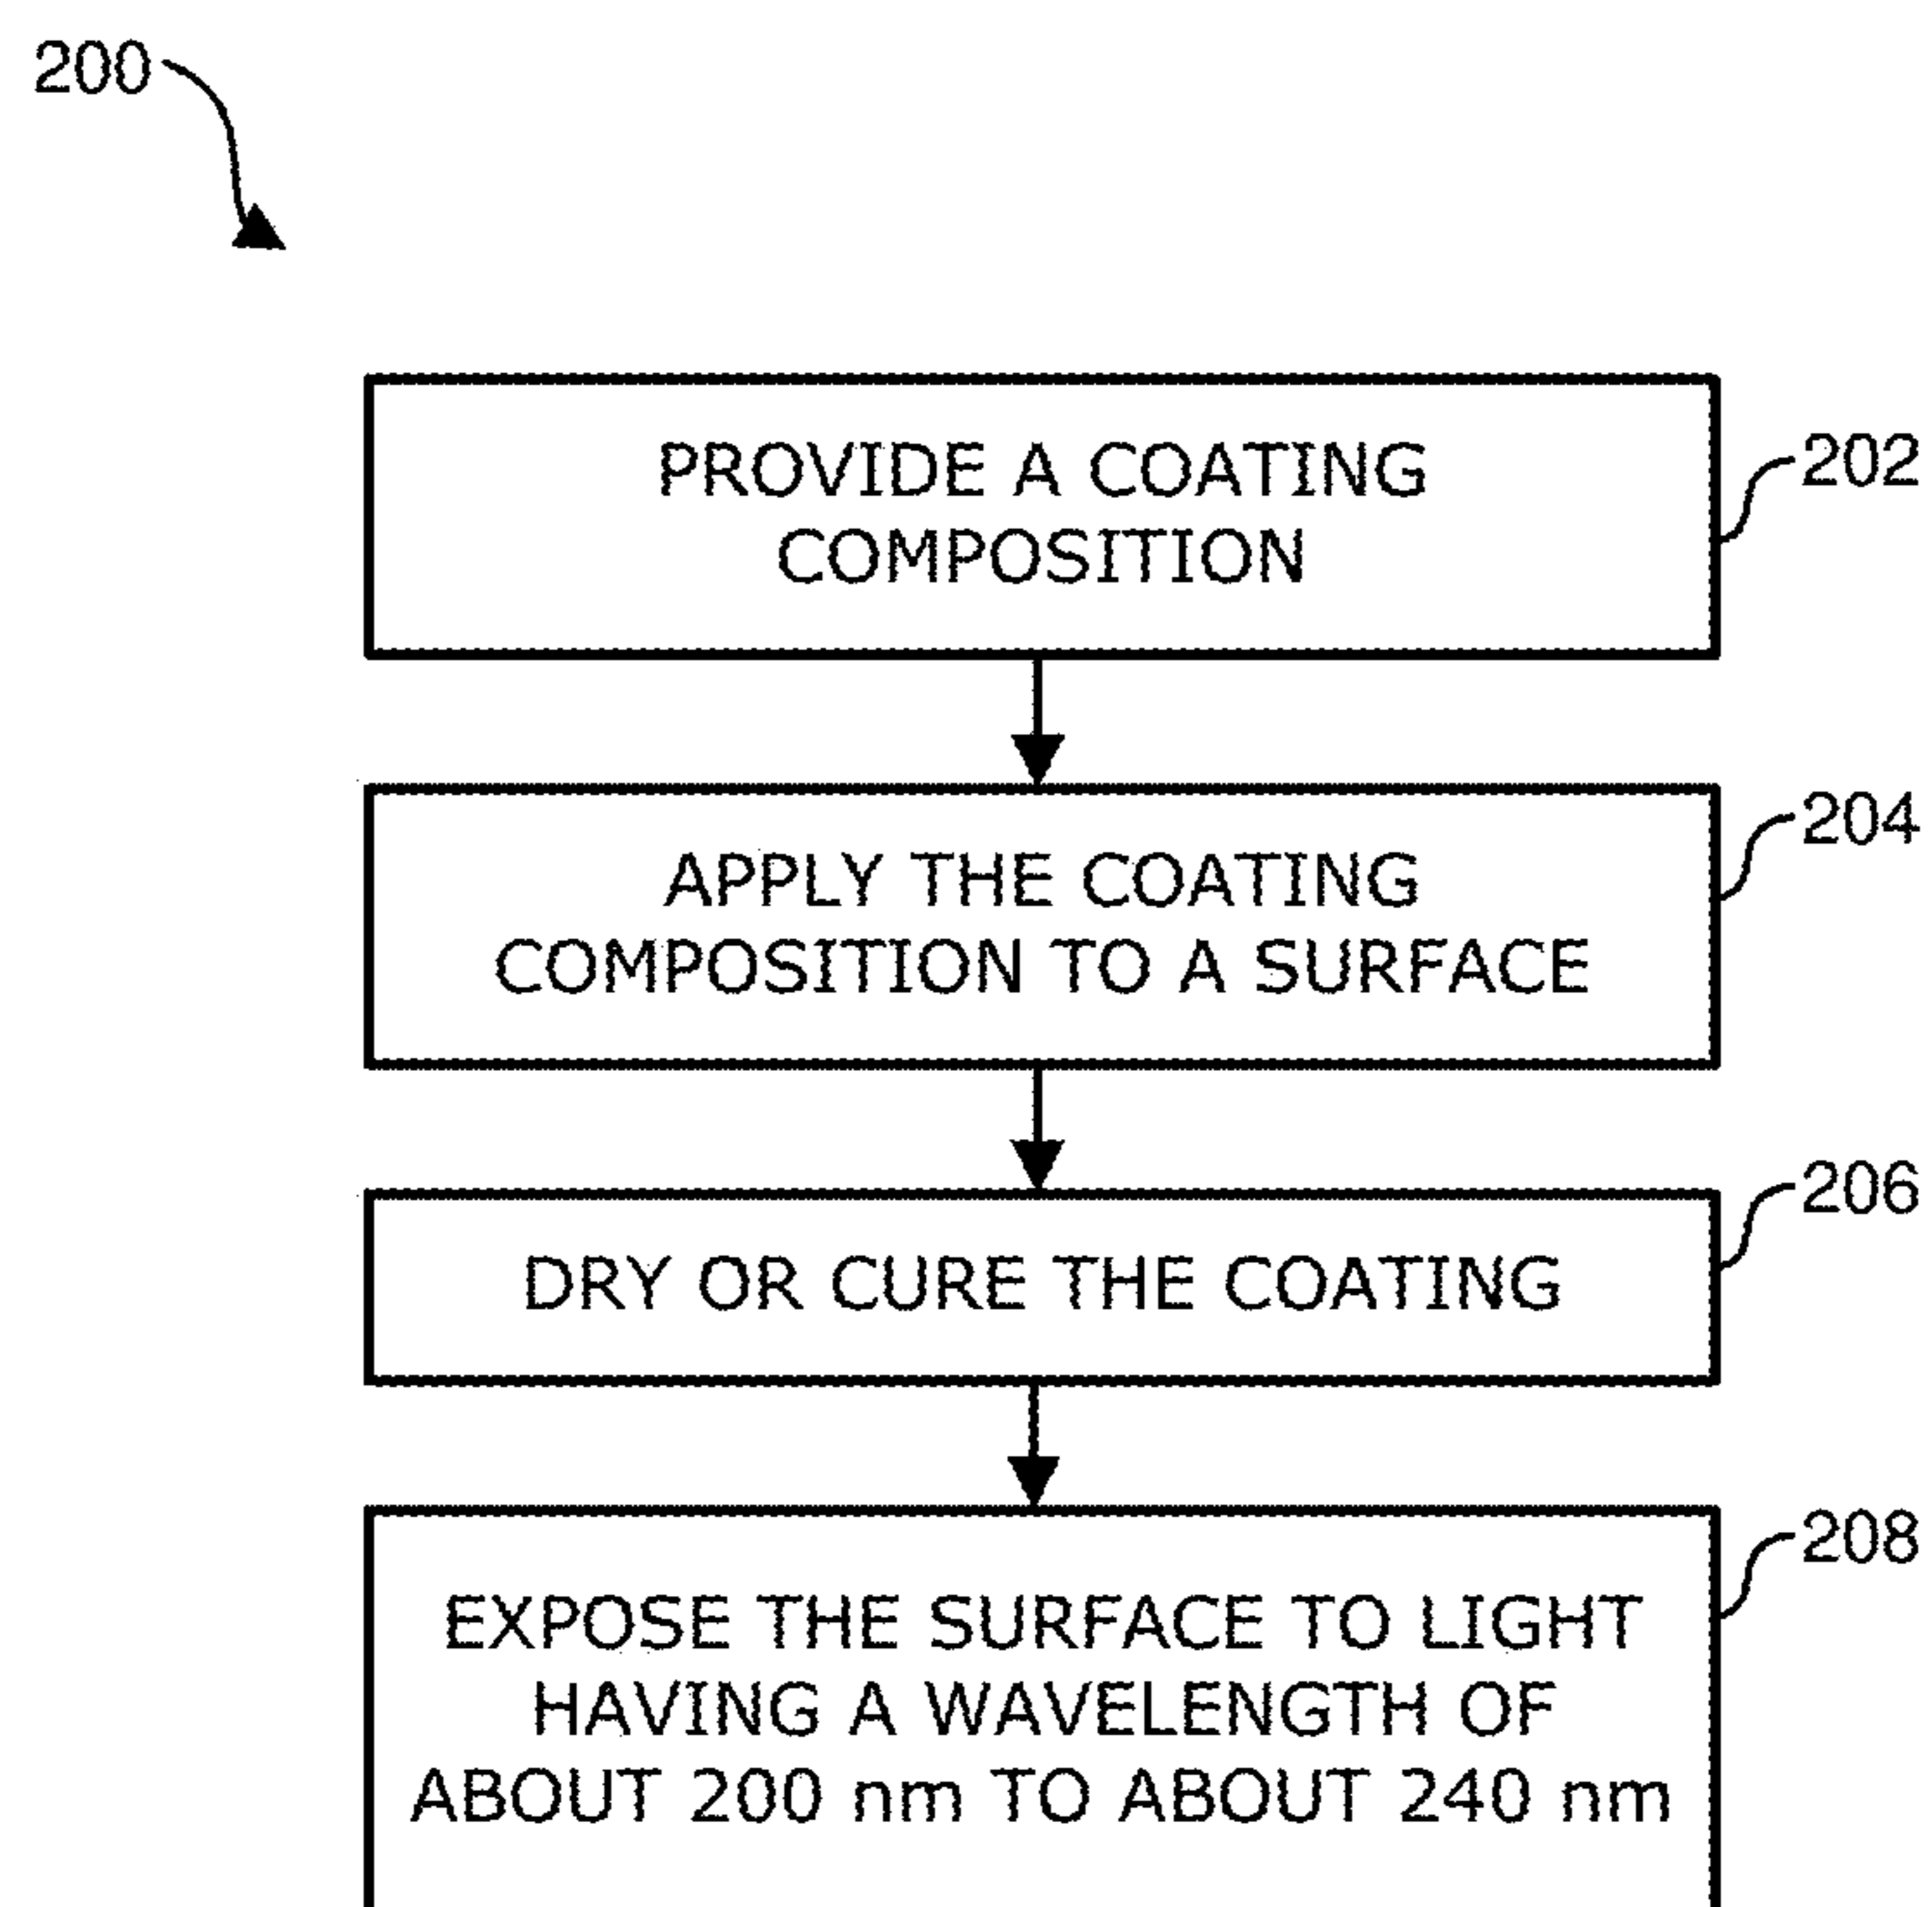 200
PROVIDE A COATING
COMPOSITION
202
APPLY THE COATING
COMPOSITION TO A SURFACE
204
DRY OR CURE THE COATING
206
EXPOSE THE SURFACE TO LIGHT
HAVING A WAVELENGTH OF
ABOUT 200 nm TO ABOUT 240 nm
208